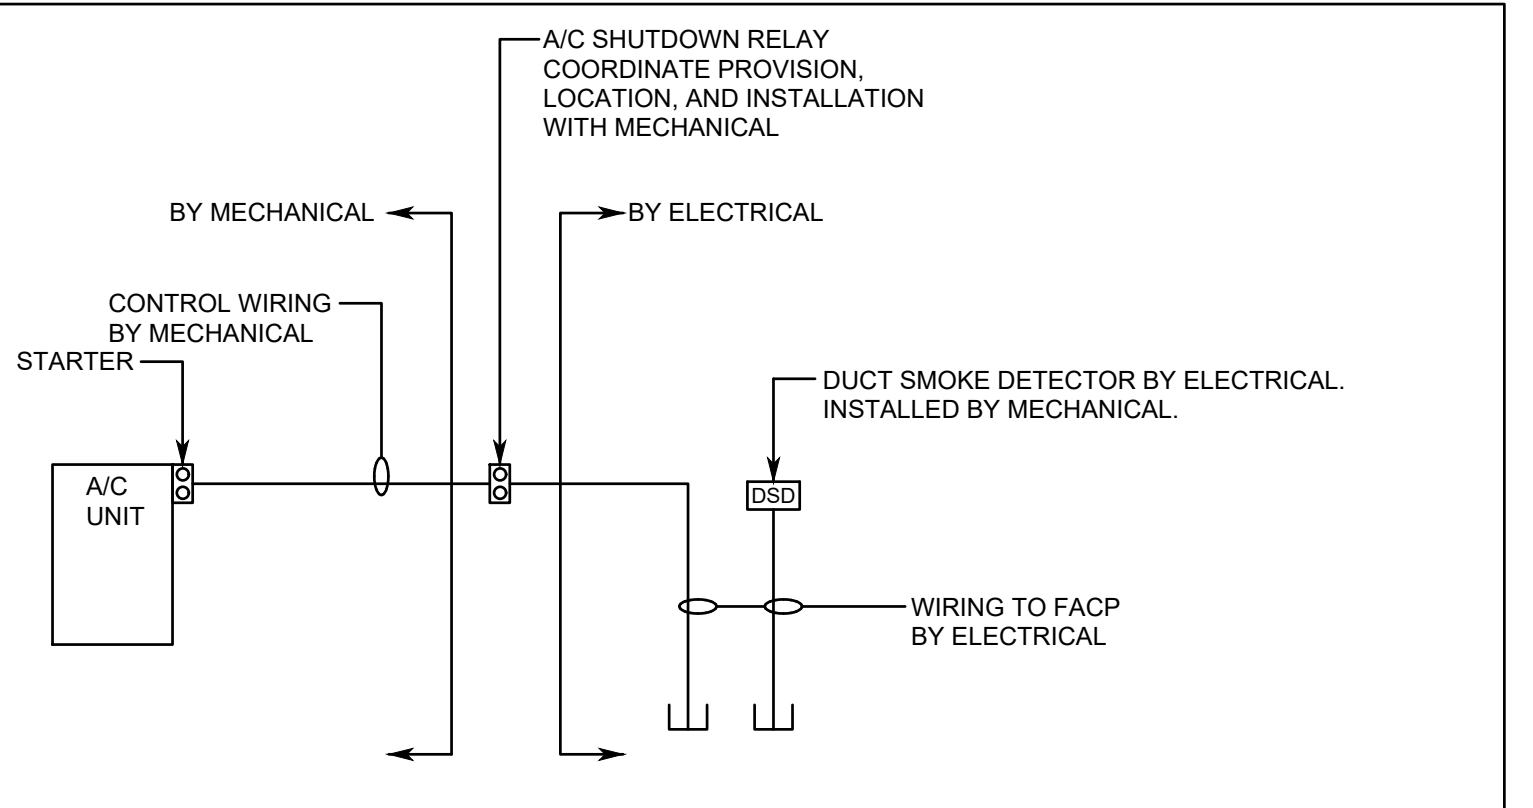 A/C SHUTDOWN RELAY
COORDINATE PROVISION,
LOCATION, AND INSTALLATION
WITH MECHANICAL
BY MECHANICAL
BY ELECTRICAL
CONTROL WIRING
BY MECHANICAL
STARTER
DUCT SMOKE DETECTOR BY ELECTRICAL.
INSTALLED BY MECHANICAL.
A/C
UNIT
DSD
WIRING TO FACP
BY ELECTRICAL